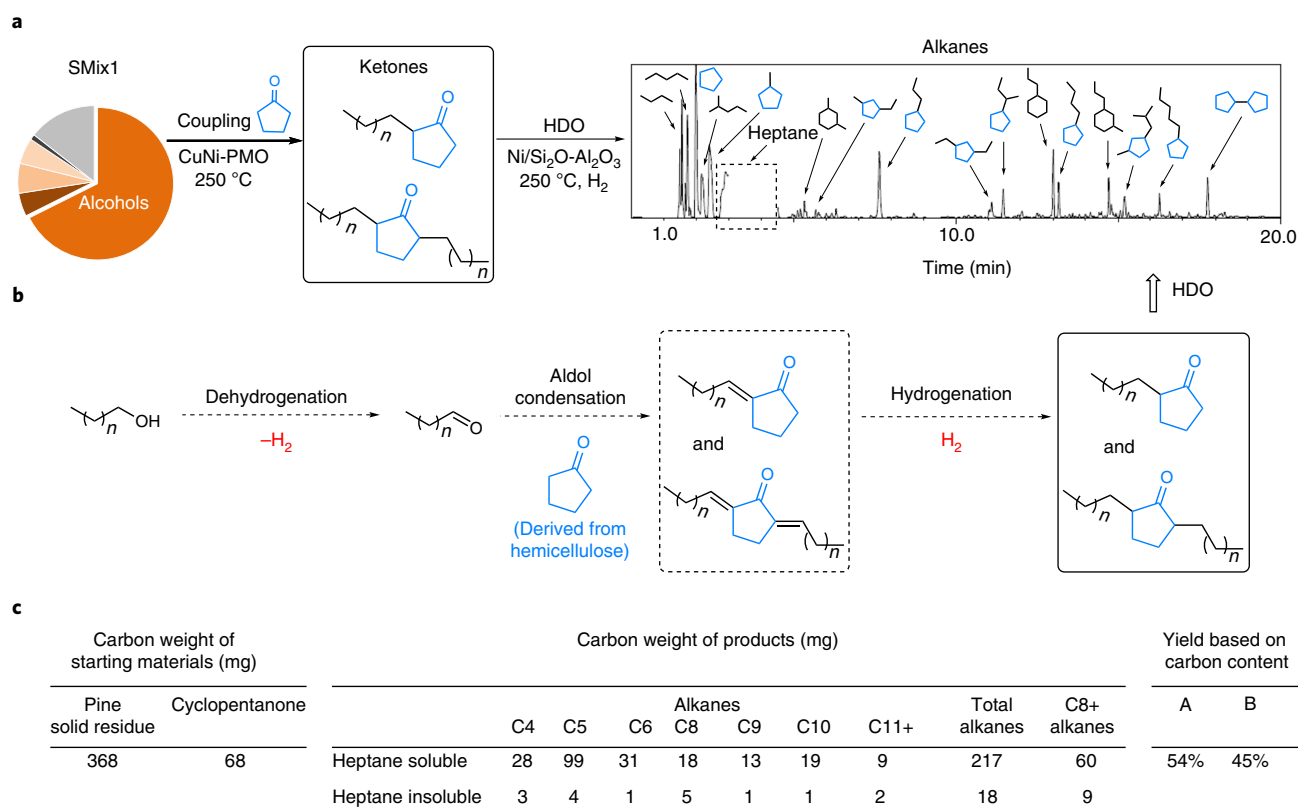 a
SMix1
Alcohols
Coupling
O
CuNi-PMO
250 °C
Ketones
O
n
O
n
n
HDO
Ni/Si2O-Al2O3
250 °C, H2
Alkanes
Heptane
1.0
10.0
20.0
Time (min)
HDO
b
n
OH
Dehydrogenation
–H2
n
O
Aldol
condensation
O
(Derived from
hemicellulose)
O
n
and
O
n
n
Hydrogenation
H2
O
n
and
O
n
n
c
Carbon weight of
starting materials (mg)
Carbon weight of products (mg)
Yield based on
carbon content
Pine
solid residue
Cyclopentanone
Alkanes
C4 C5 C6 C8 C9 C10 C11+
Total
alkanes
C8+
alkanes
A B
368 68 Heptane soluble 28 99 31 18 13 19 9 217 60 54% 45%
Heptane insoluble 3 4 1 5 1 1 2 18 9